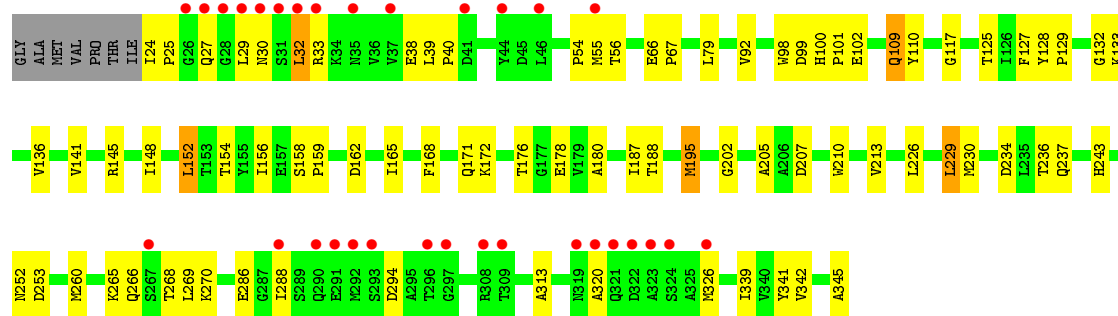 GLY ALA MET VAL PRO THR ILE I24 P25 G26 Q27 G28 L29 N30 S31 L32 R33 K34 N35 V36 V37 E38 L39 P40 D41 Y44 D45 L46 P54 M55 T56 E66 P67 L79 V92 W98 D99 H100 P101 E102 Q109 Y110 G117 T125 I126 F127 Y128 P129 G132 K133
V136 V141 R145 I148 L152 T153 T154 Y155 I156 E157 S158 P159 D162 I165 F168 Q171 K172 T176 G177 E178 V179 A180 I187 T188 M195 G202 A205 A206 D207 W210 V213 L226 L229 M230 D234 L235 T236 Q237 H243
N252 D253 M260 K265 Q266 S267 T268 L269 K270 E286 G287 I288 S289 Q290 E291 M292 S293 D294 A295 T296 G297 R308 T309 A313 N319 A320 Q321 D322 A323 S324 A325 M326 I339 V340 Y341 V342 A345